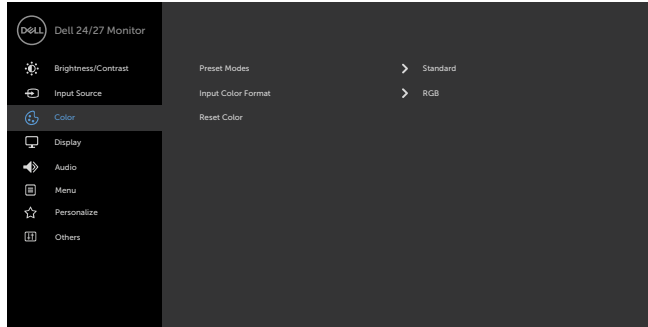 DELL Dell 24/27 Monitor
Brightness/Contrast Preset Modes Standard
Input Source Input Color Format RGB
Color Reset Color
Display
Audio
Menu
Personalize
Others